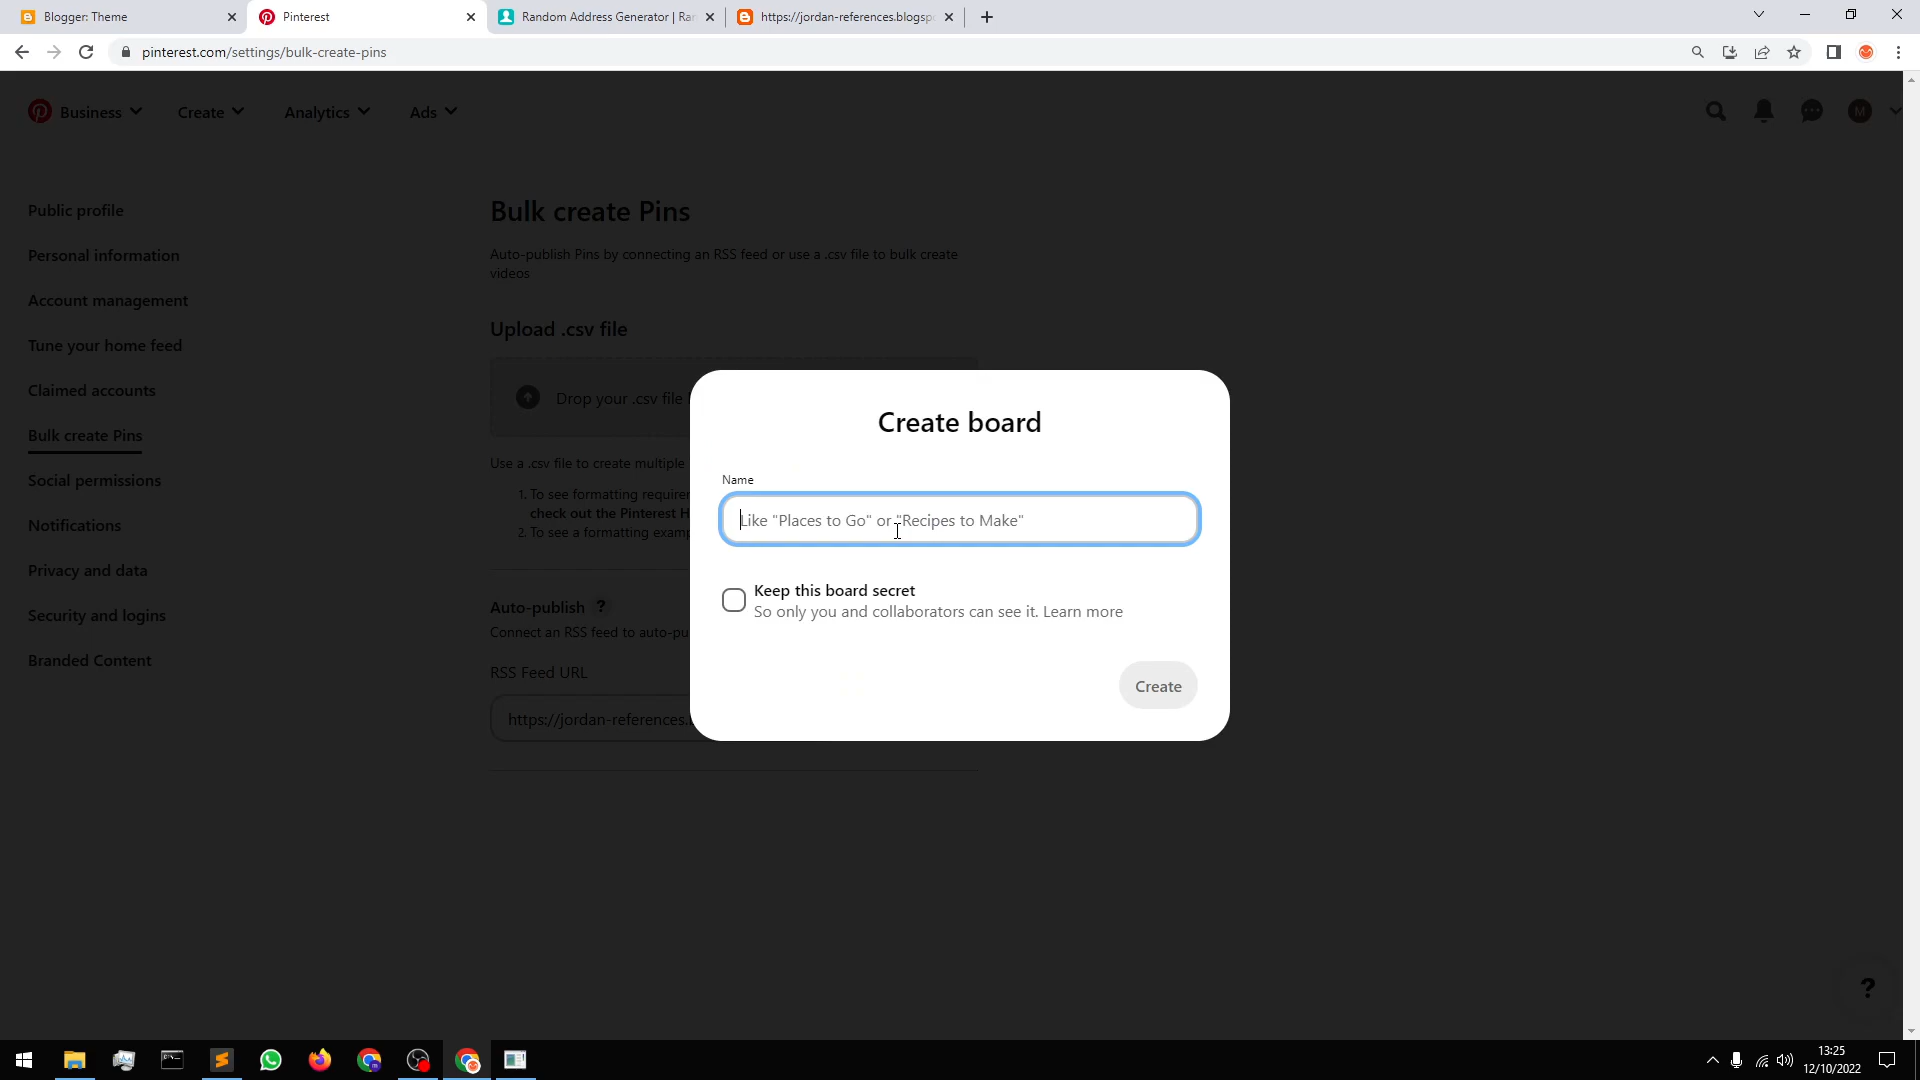 Blogger: Theme
Pinterest
Random Address Generator | Ra
https://jordan-references.blogsp
pinterest.com/settings/bulk-create-pins
Business
Create
Analytics
Ads
M
Public profile
Personal information
Account management
Tune your home feed
Claimed accounts
Bulk create Pins
Social permissions
Notifications
Privacy and data
Security and logins
Branded Content
Bulk create Pins
Auto-publish Pins by connecting an RSS feed or use a .csv file to bulk create
videos
Upload .csv file
Drop your .csv file
Use a .csv file to create multiple
1. To see formatting requirer
check out the Pinterest H
2. To see a formatting examp
Auto-publish ?
Connect an RSS feed to auto-pu
RSS Feed URL
https://jordan-references.
Create board
Name
Like "Places to Go" or "Recipes to Make"
Keep this board secret
So only you and collaborators can see it. Learn more
Create
?
13:25
12/10/2022